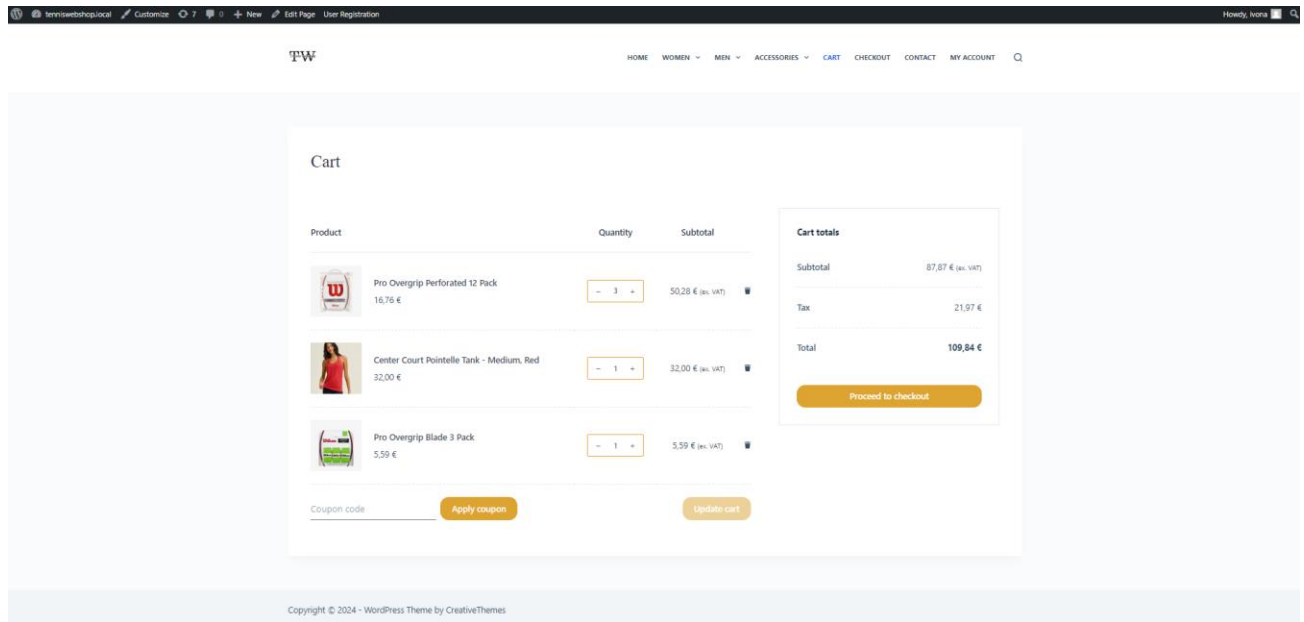 tenniswebshop.local Customize 7 0 New Edit Page User Registration Howdy, ivona
TW HOME WOMEN MEN ACCESSORIES CART CHECKOUT CONTACT MY ACCOUNT
Cart
Product Quantity Subtotal
Pro Overgrip Perforated 12 Pack
16,76 €
- 3 + 50,28 € (ex. VAT)
Center Court Pointelle Tank - Medium, Red
32,00 €
- 1 + 32,00 € (ex. VAT)
Pro Overgrip Blade 3 Pack
5,59 €
- 1 + 5,59 € (ex. VAT)
Coupon code Apply coupon Update cart
Cart totals
Subtotal 87,87 € (ex. VAT)
Tax 21,97 €
Total 109,84 €
Proceed to checkout
Copyright © 2024 - WordPress Theme by CreativeThemes